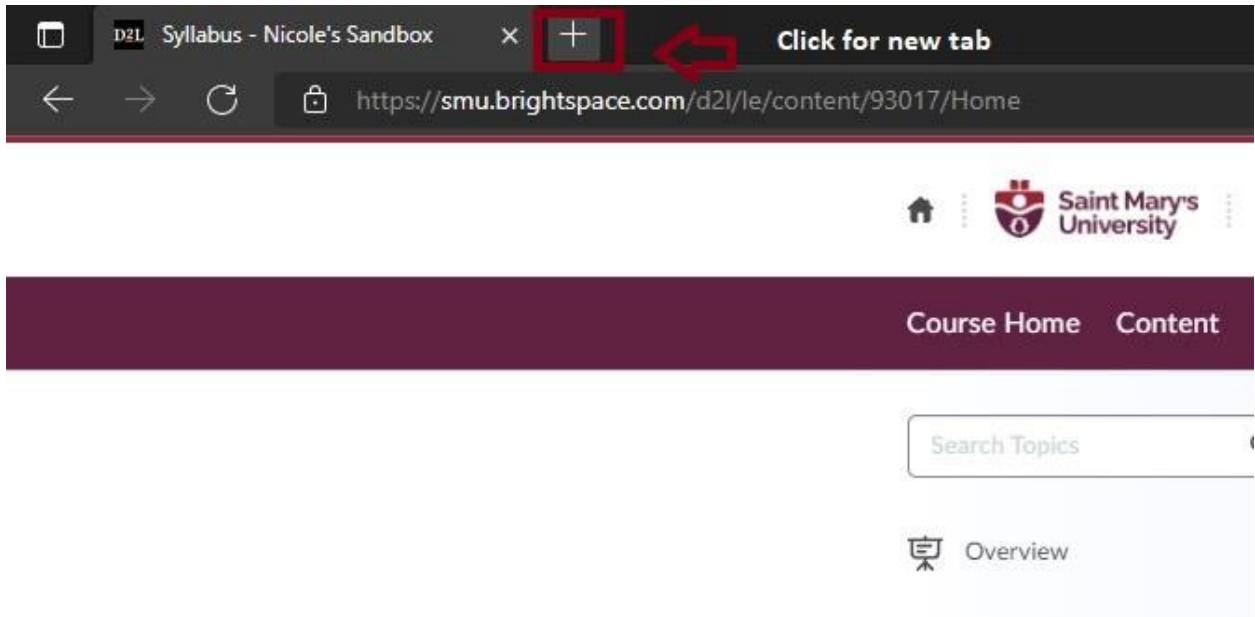 D2L Syllabus - Nicole's Sandbox Click for new tab
https://smu.brightspace.com/d2l/le/content/93017/Home
Saint Mary's
University
Course Home Content
Search Topics
Overview